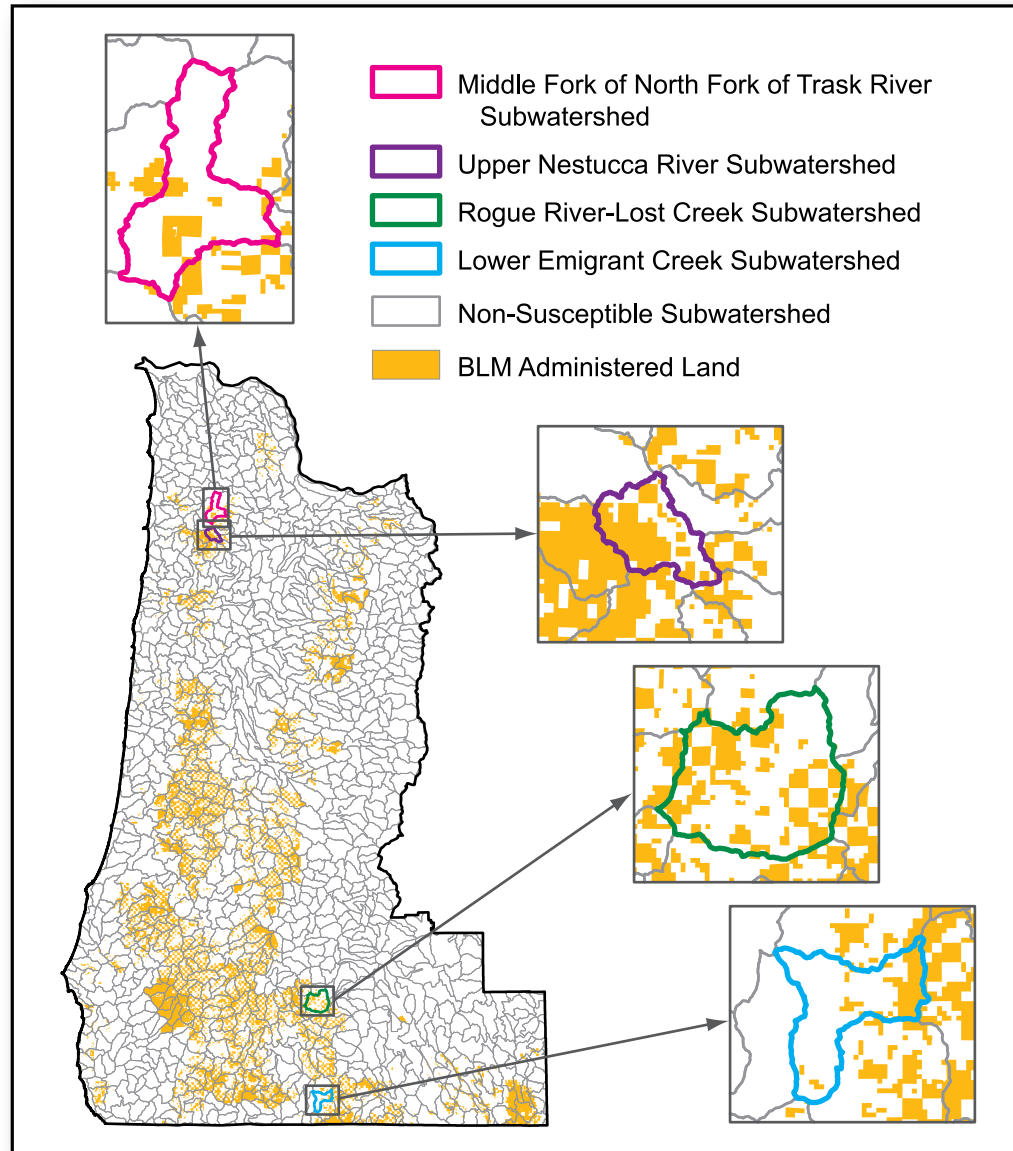 Middle Fork of North Fork of Trask River
Subwatershed
Upper Nestucca River Subwatershed
Rogue River-Lost Creek Subwatershed
Lower Emigrant Creek Subwatershed
Non-Susceptible Subwatershed
BLM Administered Land